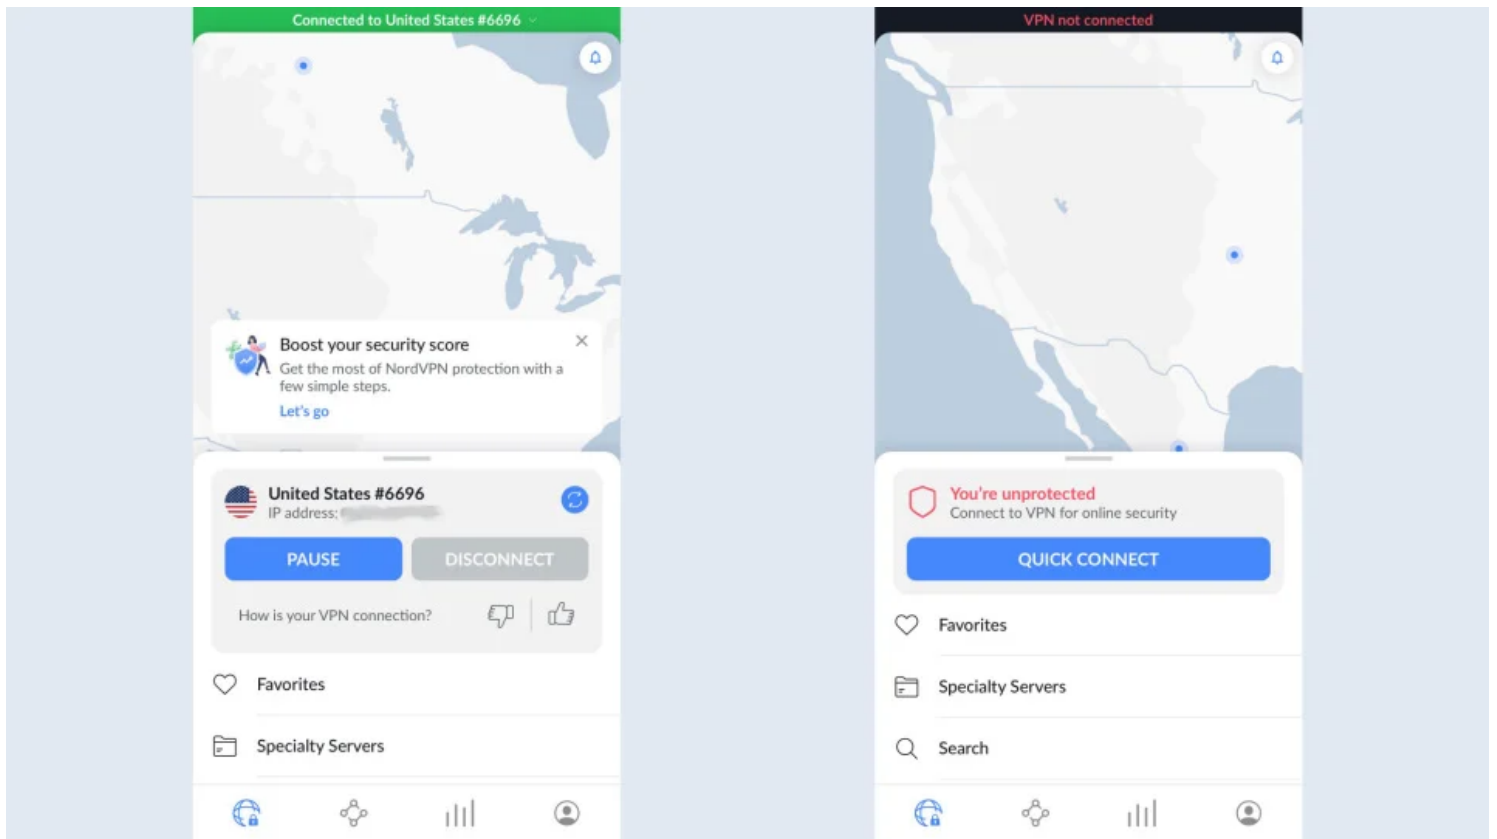 Connected to United States #6696
Boost your security score
Get the most of NordVPN protection with a
few simple steps.
Let's go
United States #6696
IP address:
PAUSE
DISCONNECT
How is your VPN connection?
Favorites
Specialty Servers
VPN not connected
You're unprotected
Connect to VPN for online security
QUICK CONNECT
Favorites
Specialty Servers
Search